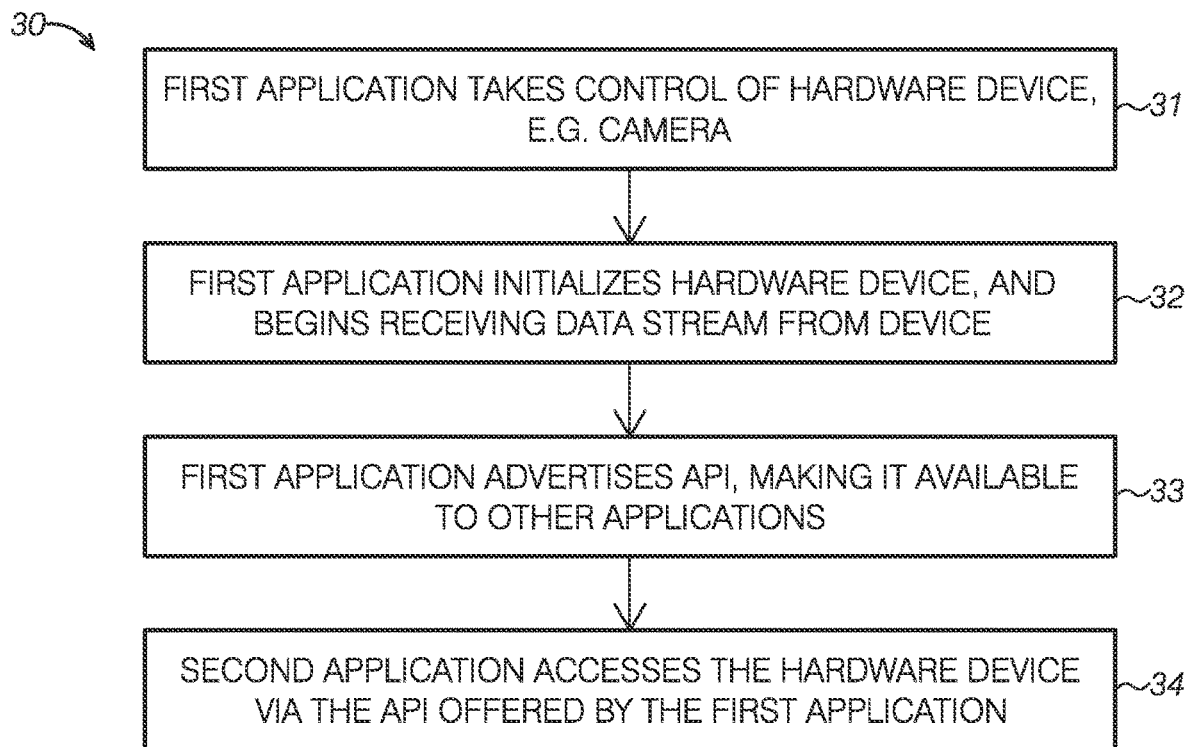 30
FIRST APPLICATION TAKES CONTROL OF HARDWARE DEVICE,
E.G. CAMERA
31
FIRST APPLICATION INITIALIZES HARDWARE DEVICE, AND
BEGINS RECEIVING DATA STREAM FROM DEVICE
32
FIRST APPLICATION ADVERTISES API, MAKING IT AVAILABLE
TO OTHER APPLICATIONS
33
SECOND APPLICATION ACCESSES THE HARDWARE DEVICE
VIA THE API OFFERED BY THE FIRST APPLICATION
34